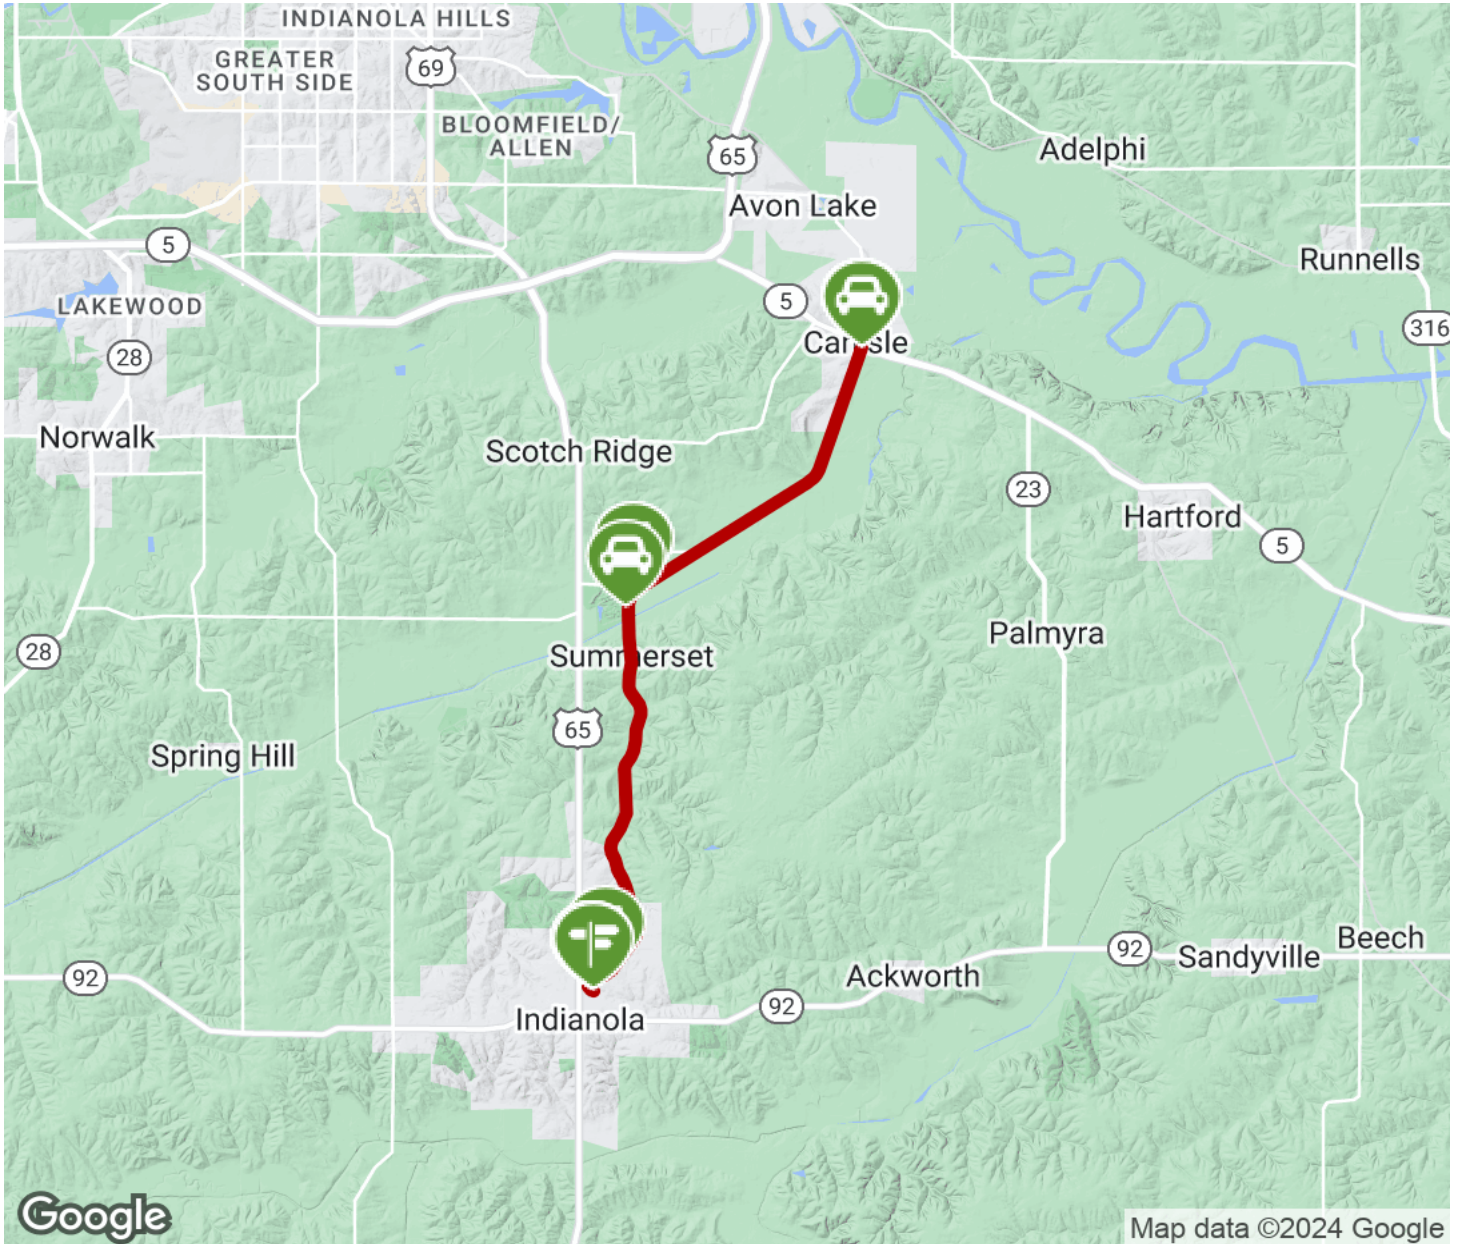 INDIANOLA HILLS
GREATER
SOUTH SIDE
69
BLOOMFIELD/
ALLEN
65
Adelphi
Avon Lake
5
Runnells
LAKEWOOD
5
316
28
Carlisle
Norwalk
Scotch Ridge
23
Hartford
5
28
Palmyra
Summerset
65
Spring Hill
92
Beech
Sandyville
92
Ackworth
92
Indianola
Google
Map data ©2024 Google